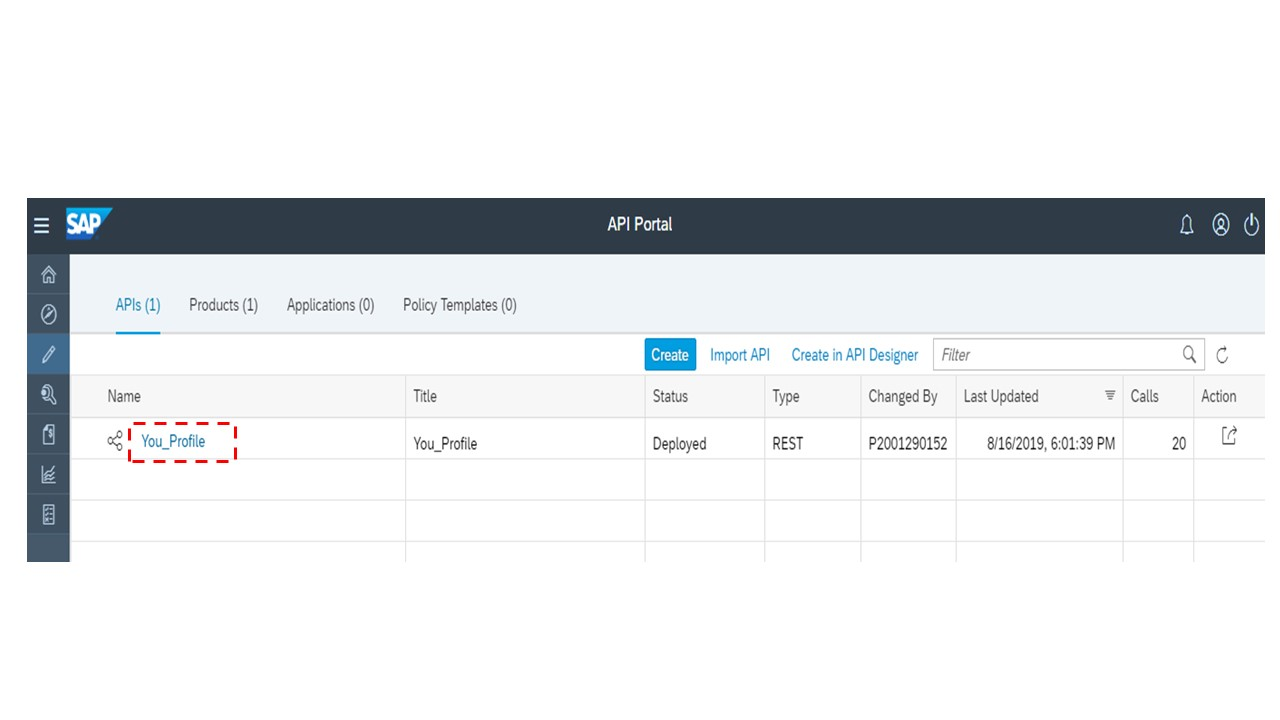 SAP
API Portal
APIs (1) Products (1) Applications (0) Policy Templates (0)
Create Import API Create in API Designer Filter
Name Title Status Type Changed By Last Updated Calls Action
You_Profile You_Profile Deployed REST P2001290152 8/16/2019, 6:01:39 PM 20